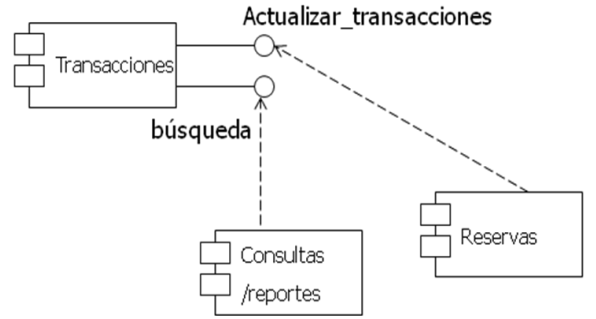 Actualizar_transacciones
Transacciones
búsqueda
Consultas
/reportes
Reservas